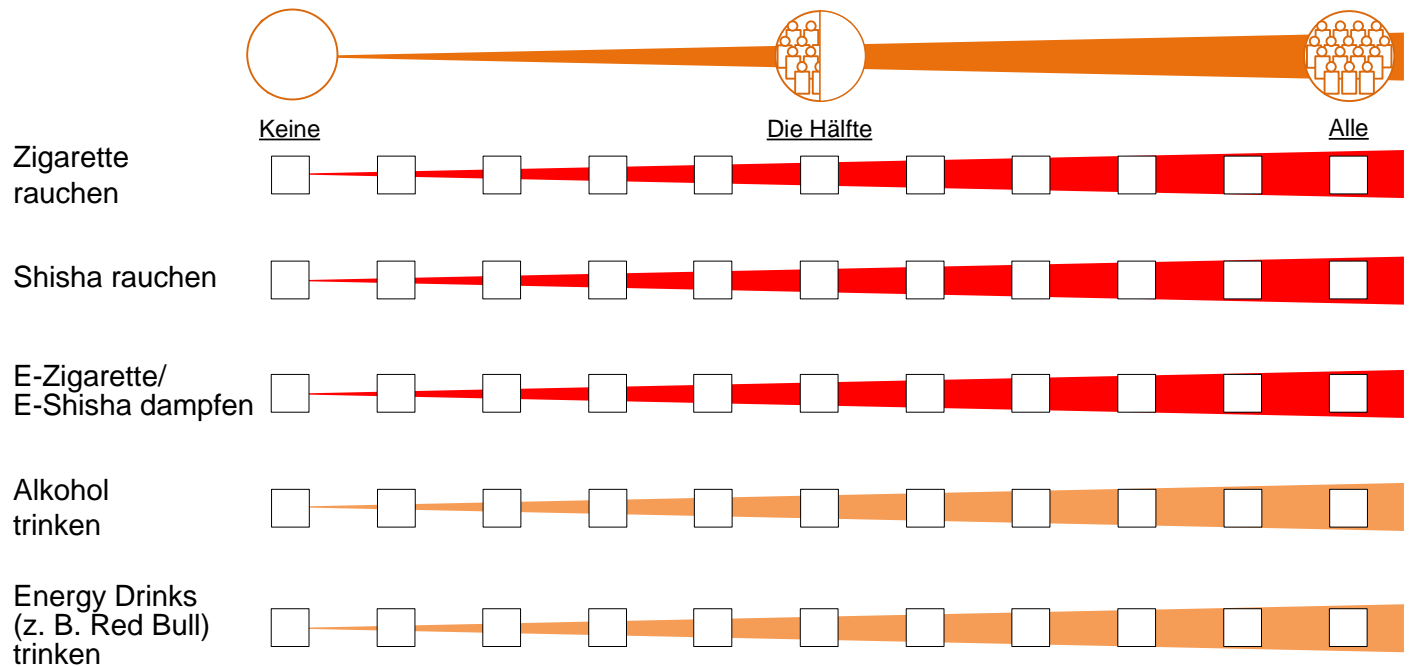 Keine
Die Hälfte
Alle
Zigarette
rauchen
Shisha rauchen
E-Zigarette/
E-Shisha dampfen
Alkohol
trinken
Energy Drinks
(z. B. Red Bull)
trinken